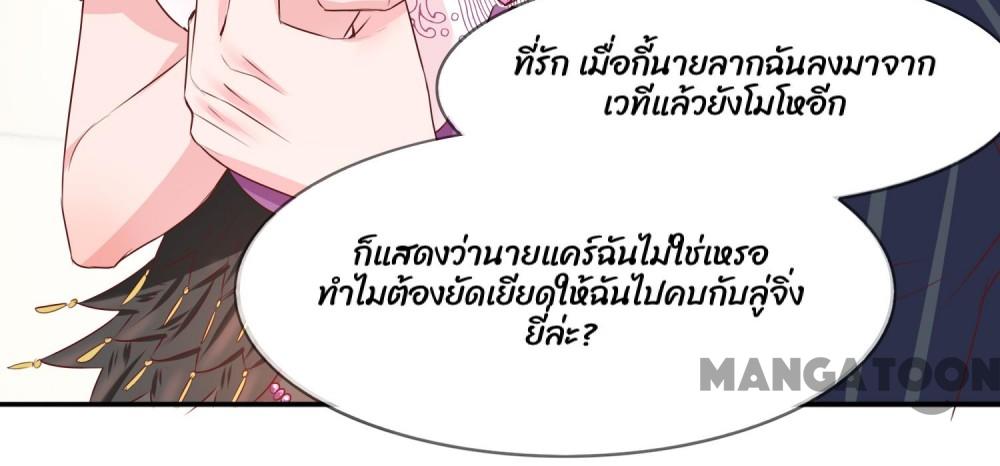 ที่รัก เมื่อกี้นายลากฉันลงมาจาก
เวทีแล้วยังโมโหอีก
ก็แสดงว่านายแคร์ฉันไม่ใช่เหรอ
ทำไมต้องยัดเยียดให้ฉันไปคบกับลู่จิ่ง
ยี่ล่ะ?
MANGATOON